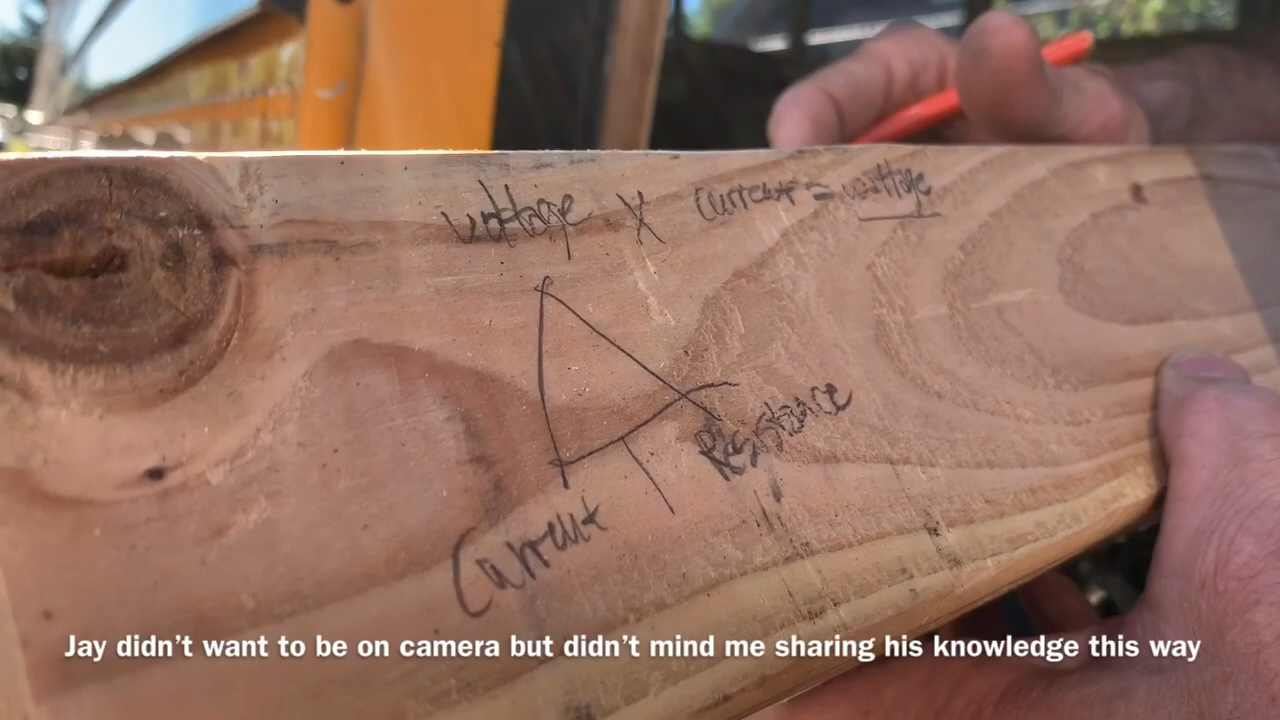 Voltage X Current = wattage
Resistance
Current
Jay didn't want to be on camera but didn't mind me sharing his knowledge this way